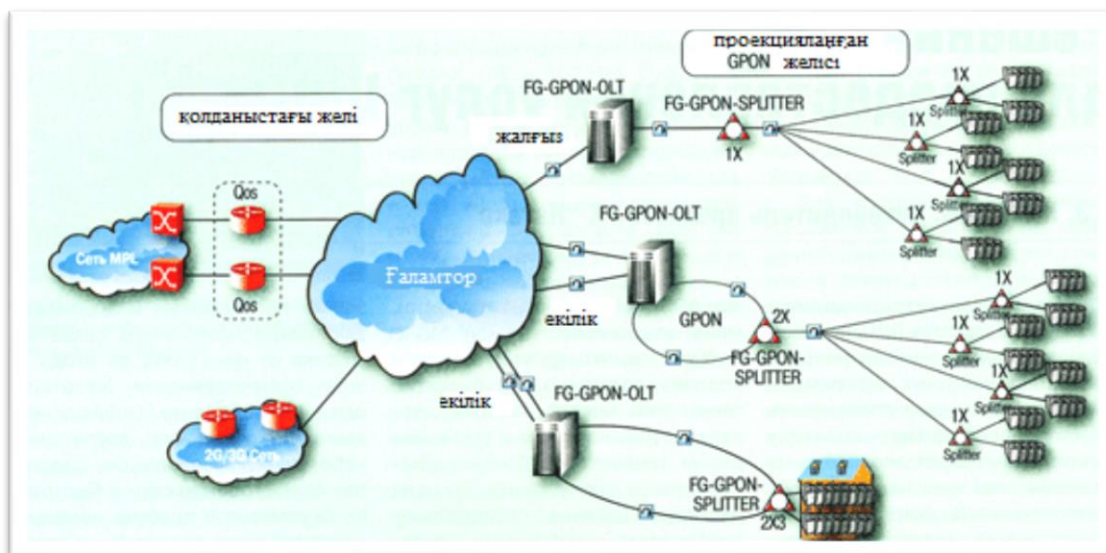 проекцияланған
GPON желісі
қолданыстағы желі
FG-GPON-OLT
жалғыз
FG-GPON-SPLITTER
1X
1X
Splitter
1X
Splitter
1X
Splitter
1X
Splitter
Qos
Сеть MPL
Qos
Ғаламтор
FG-GPON-OLT
екілік
GPON
2X
FG-GPON-
SPLITTER
1X
Splitter
1X
Splitter
1X
Splitter
1X
Splitter
екілік
FG-GPON-OLT
2G/3G Сеть
FG-GPON-
SPLITTER
2X3